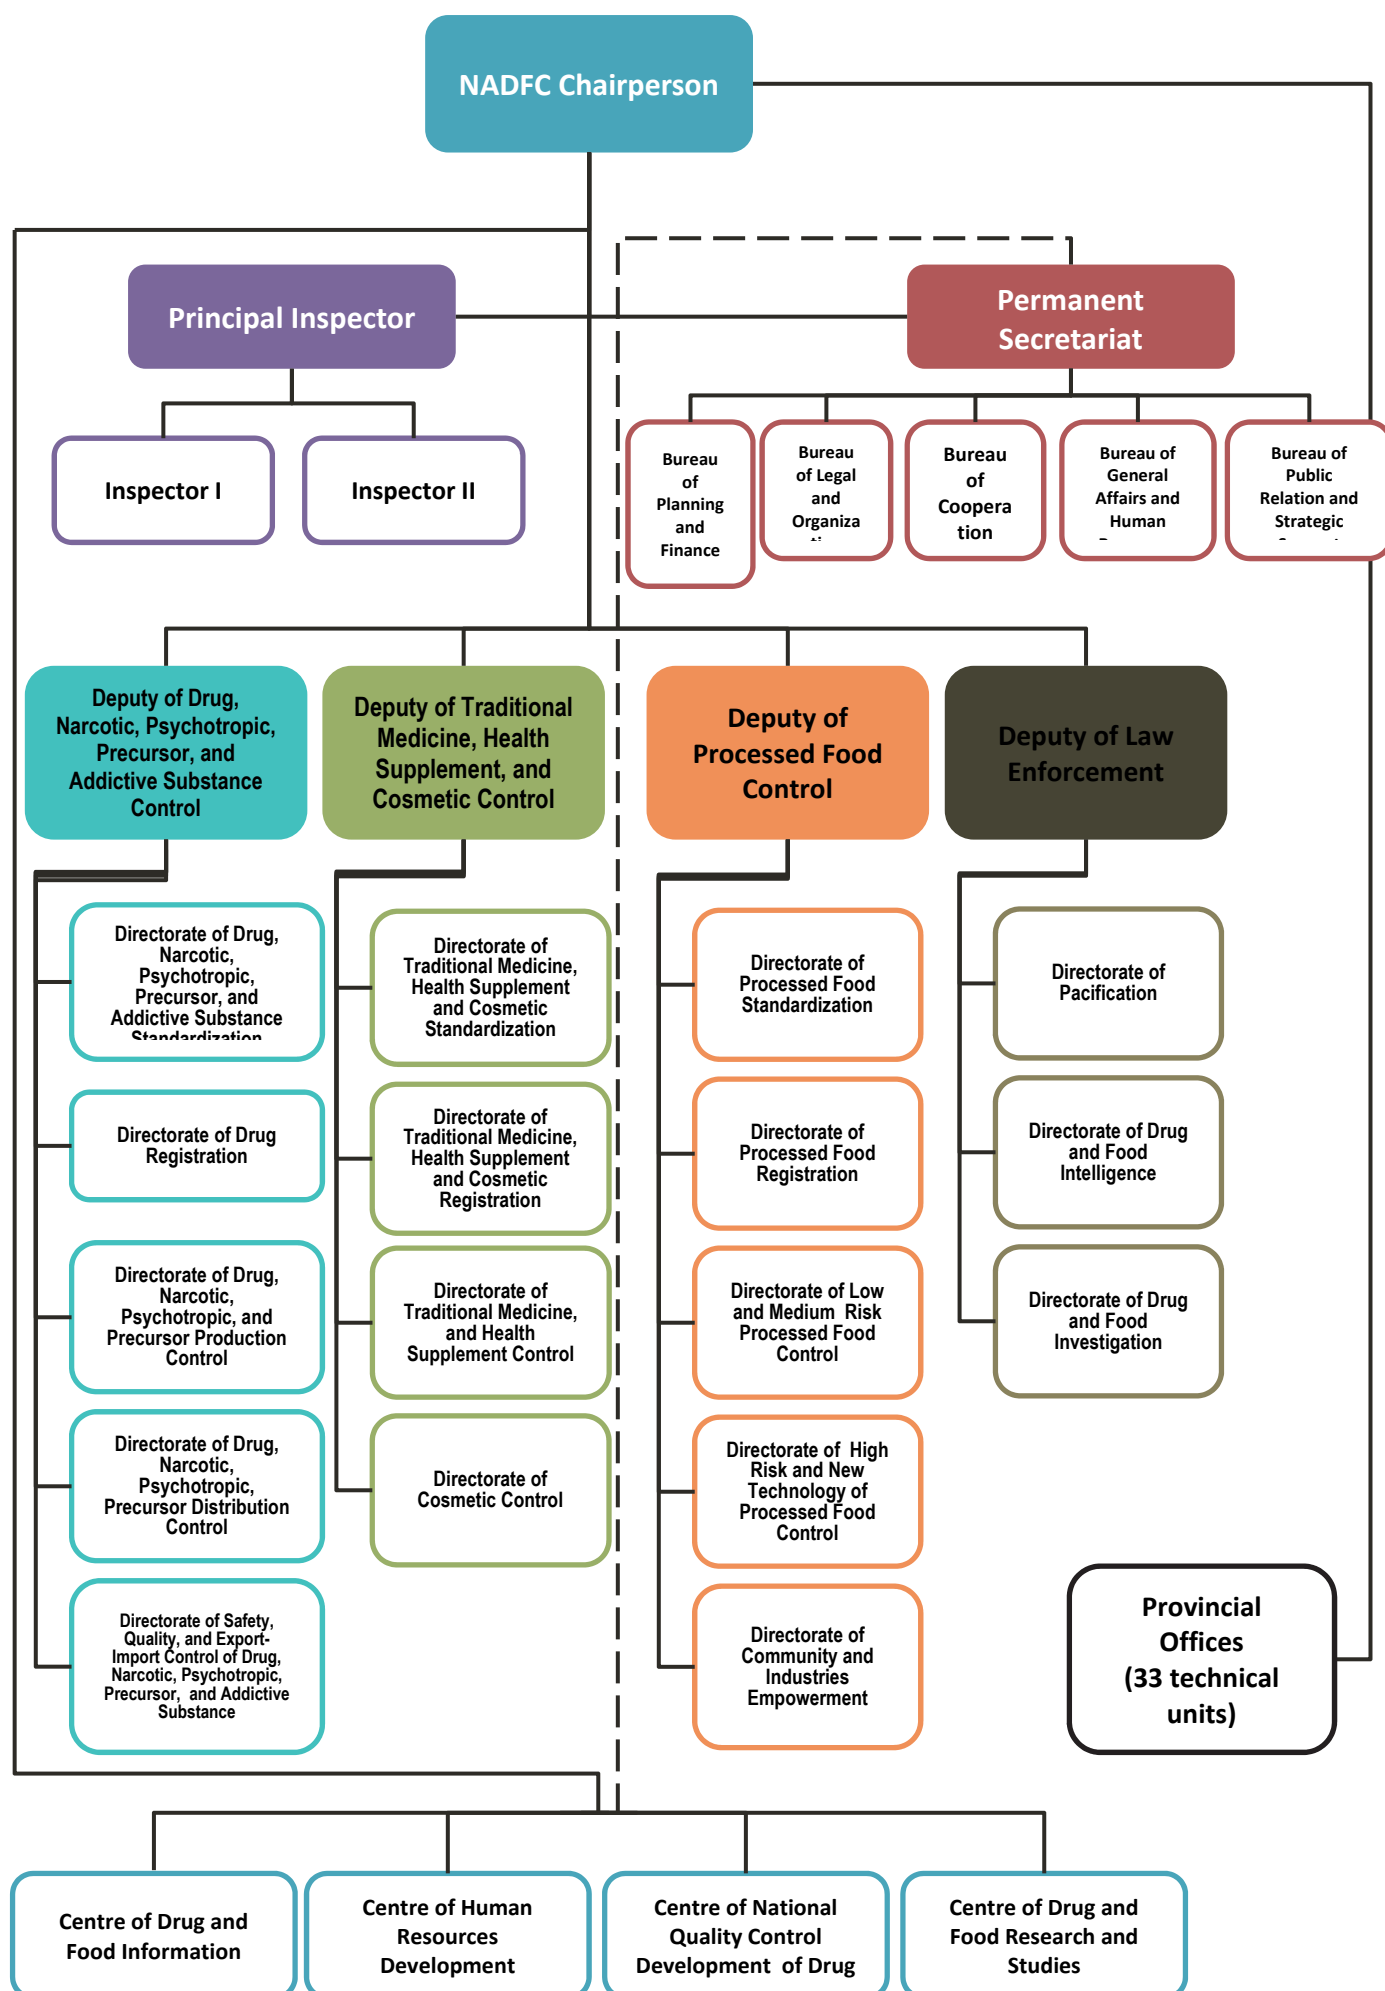 NADFC Chairperson
Principal Inspector
Permanent
Secretariat
Inspector I
Inspector II
Bureau
of
Planning
and
Finance
Bureau
of Legal
and
Organiza
Bureau
of
Coopera
tion
Bureau of
General
Affairs and
Human
Bureau of
Public
Relation and
Strategic
Deputy of Drug,
Narcotic, Psychotropic,
Precursor, and
Addictive Substance
Control
Deputy of Traditional
Medicine, Health
Supplement, and
Cosmetic Control
Deputy of
Processed Food
Control
Deputy of Law
Enforcement
Directorate of Drug,
Narcotic,
Psychotropic,
Precursor, and
Addictive Substance
Standardization
Directorate of Drug
Registration
Directorate of Drug,
Narcotic,
Psychotropic, and
Precursor Production
Control
Directorate of Drug,
Narcotic,
Psychotropic,
Precursor Distribution
Control
Directorate of Safety,
Quality, and Export-
Import Control of Drug,
Narcotic, Psychotropic,
Precursor, and Addictive
Substance
Directorate of
Traditional Medicine,
Health Supplement
and Cosmetic
Standardization
Directorate of
Traditional Medicine,
Health Supplement
and Cosmetic
Registration
Directorate of
Traditional Medicine,
and Health
Supplement Control
Directorate of
Cosmetic Control
Directorate of
Processed Food
Standardization
Directorate of
Processed Food
Registration
Directorate of Low
and Medium Risk
Processed Food
Control
Directorate of High
Risk and New
Technology of
Processed Food
Control
Directorate of
Community and
Industries
Empowerment
Directorate of
Pacification
Directorate of Drug
and Food
Intelligence
Directorate of Drug
and Food
Investigation
Provincial
Offices
(33 technical
units)
Centre of Drug and
Food Information
Centre of Human
Resources
Development
Centre of National
Quality Control
Development of Drug
Centre of Drug and
Food Research and
Studies